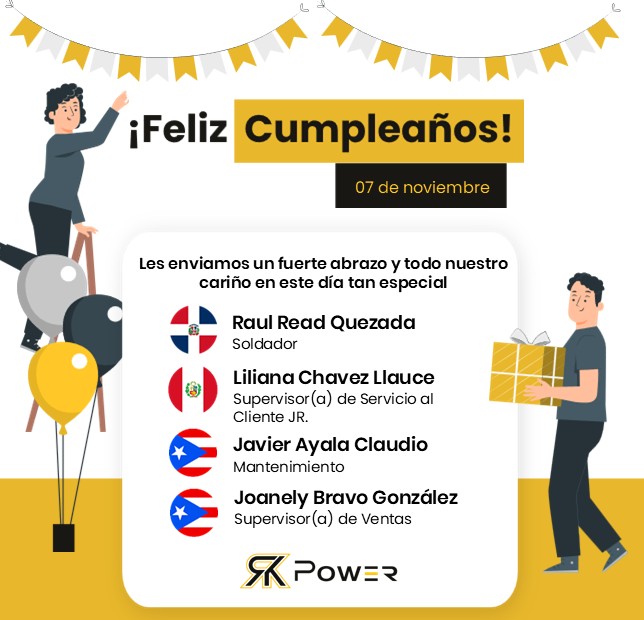 ¡Feliz Cumpleaños!
07 de noviembre
Les enviamos un fuerte abrazo y todo nuestro
cariño en este día tan especial
Raul Read Quezada
Soldador
Liliana Chavez Llauce
Supervisor(a) de Servicio al
Cliente JR.
Javier Ayala Claudio
Mantenimiento
Joanely Bravo González
Supervisor(a) de Ventas
RK POWER